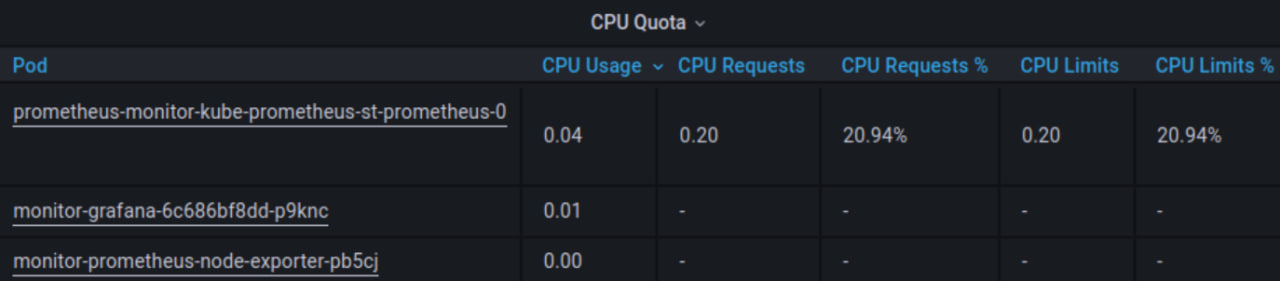 CPU Quota
Pod CPU Usage CPU Requests CPU Requests % CPU Limits CPU Limits %
prometheus-monitor-kube-prometheus-st-prometheus-0 0.04 0.20 20.94% 0.20 20.94%
monitor-grafana-6c686bf8dd-p9knc 0.01 - - - -
monitor-prometheus-node-exporter-pb5cj 0.00 - - - -